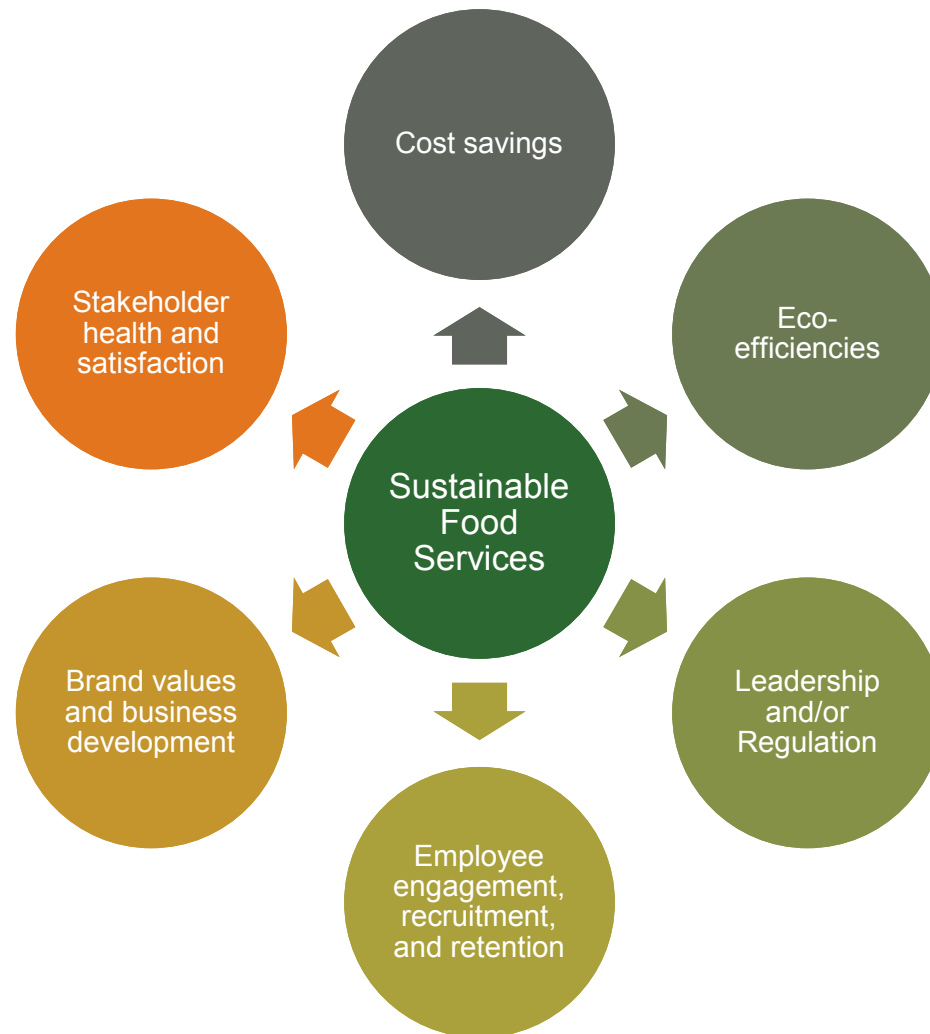 Cost savings
Stakeholder
health and
satisfaction
Eco-
efficiencies
Sustainable
Food
Services
Brand values
and business
development
Leadership
and/or
Regulation
Employee
engagement,
recruitment,
and retention